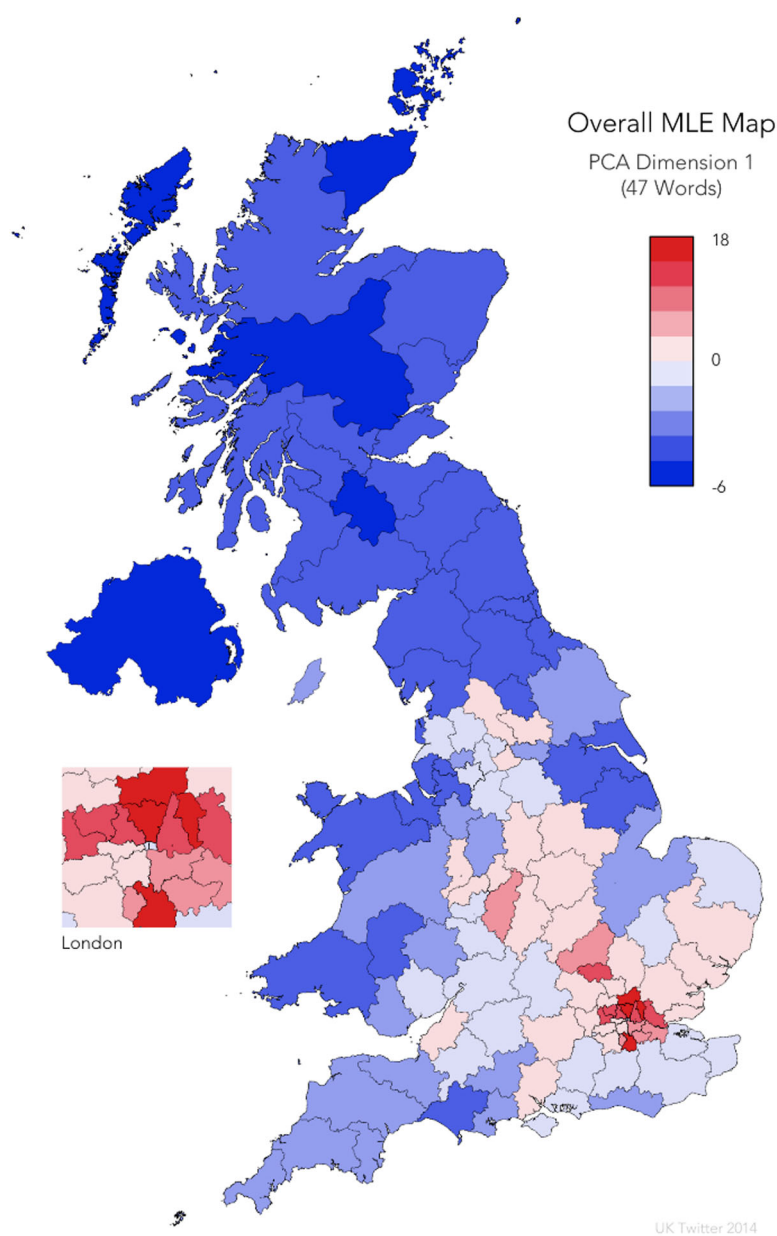 Overall MLE Map
PCA Dimension 1
(47 Words)
18
0
-6
London
UK Twitter 2014